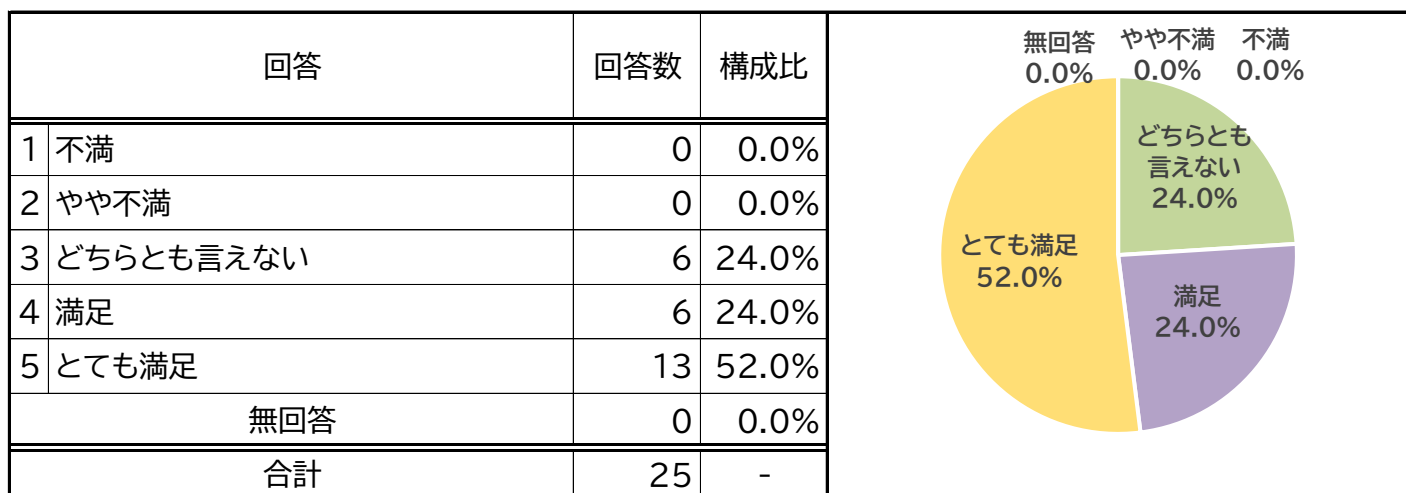 回答 回答数 構成比
1 不満 0 0.0%
2 やや不満 0 0.0%
3 どちらとも言えない 6 24.0%
4 満足 6 24.0%
5 とても満足 13 52.0%
無回答 0 0.0%
合計 25 -
無回答 やや不満 不満
0.0% 0.0% 0.0%
どちらとも
言えない
24.0%
とても満足
52.0%
満足
24.0%